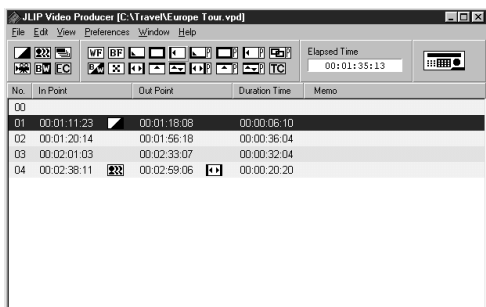 JLIP Video Producer [C:\Travel\Europe Tour.vpd]
File Edit View Preferences Window Help
WF BF P P P P Elapsed Time
BW EC B/W P P P TC 00:01:35:13
No. In Point Out Point Duration Time Memo
00
01 00:01:11:23 00:01:18:08 00:00:06:10
02 00:01:20:14 00:01:56:18 00:00:36:04
03 00:02:01:03 00:02:33:07 00:00:32:04
04 00:02:38:11 00:02:59:06 00:00:20:20